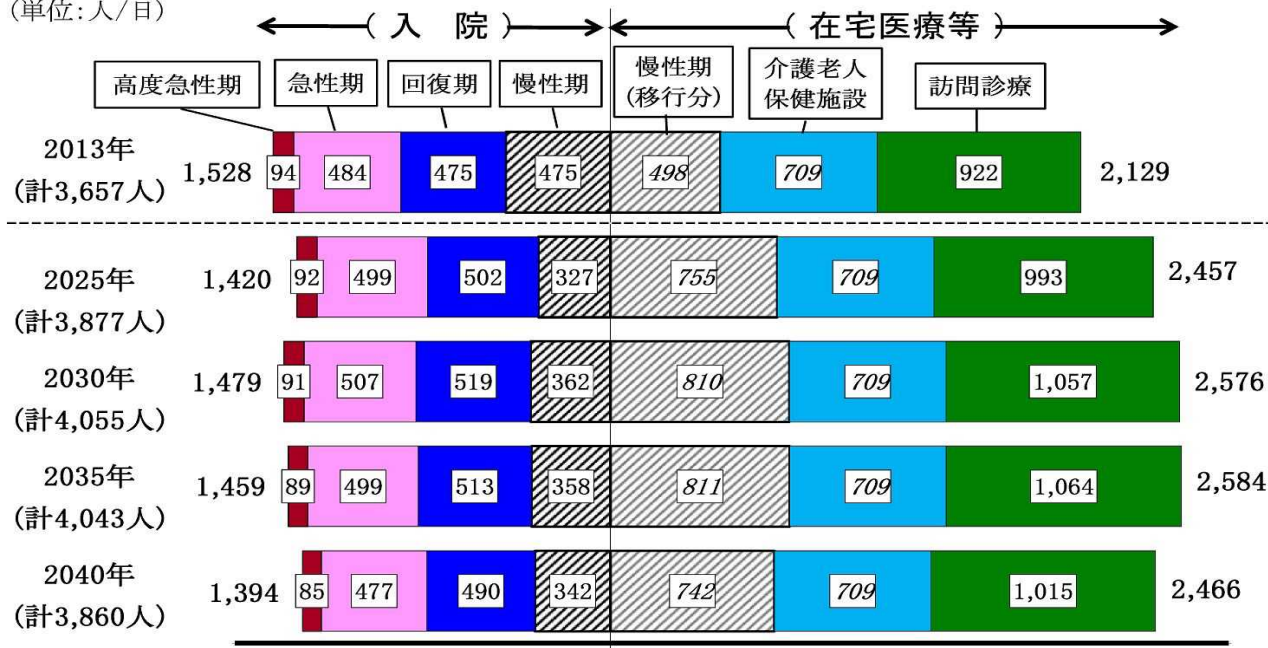 (単位:人/日)
(入 院) (在宅医療等)
高度急性期 急性期 回復期 慢性期 慢性期 介護老人 訪問診療
(移行分) 保健施設
2013年
(計3,657人) 1,528 94 484 475 475 498 709 922 2,129
2025年
(計3,877人) 1,420 92 499 502 327 755 709 993 2,457
2030年
(計4,055人) 1,479 91 507 519 362 810 709 1,057 2,576
2035年
(計4,043人) 1,459 89 499 513 358 811 709 1,064 2,584
2040年
(計3,860人) 1,394 85 477 490 342 742 709 1,015 2,466